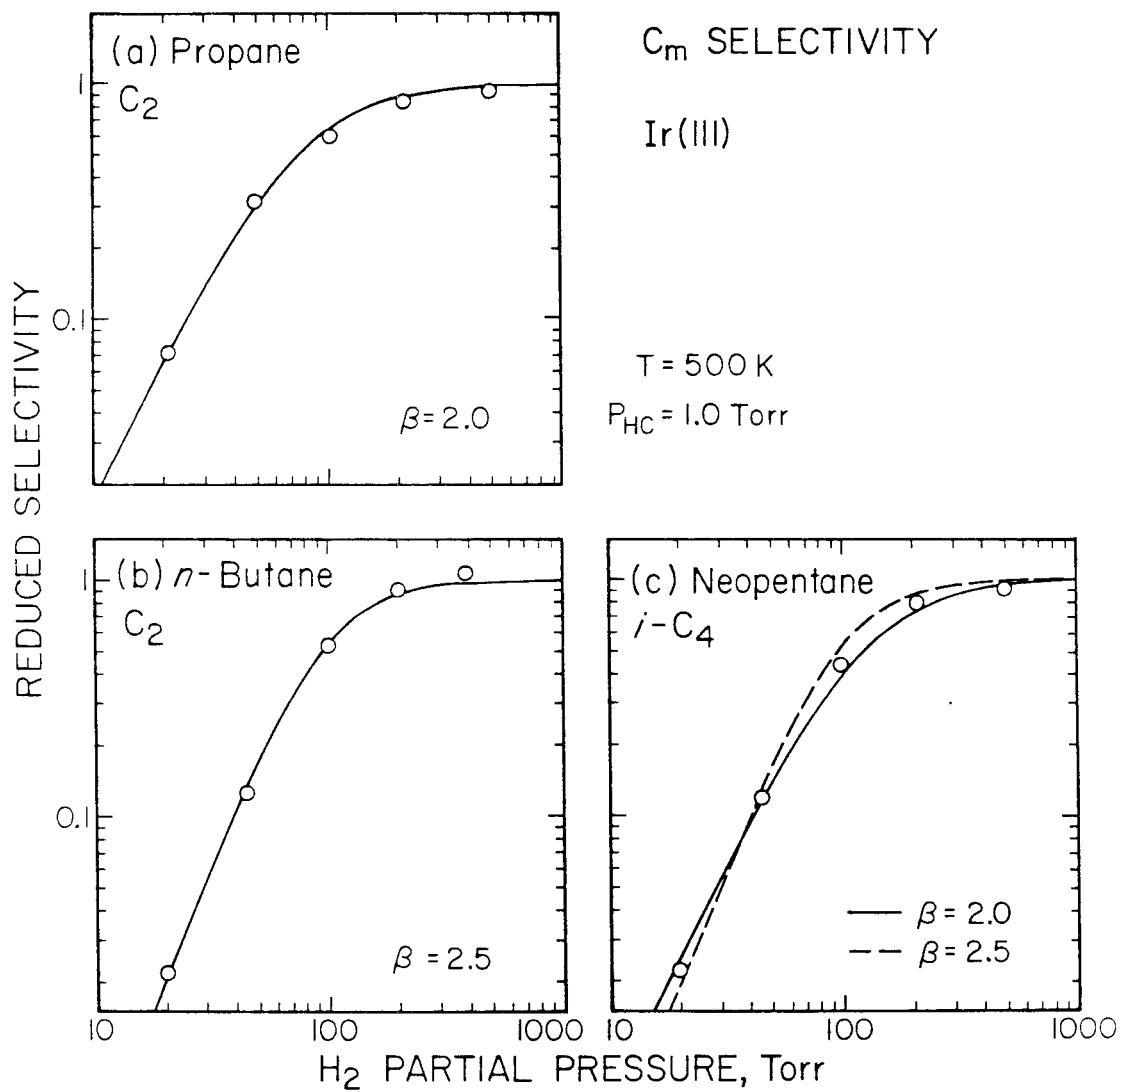 (a) Propane
C2
1
0.1
β=2.0
Cm SELECTIVITY
Ir(III)
T=500 K
PHC=1.0 Torr
REDUCED SELECTIVITY
(b) n-Butane
C2
1
0.1
β=2.5
10
100
1000
(c) Neopentane
i-C4
β=2.0
β=2.5
10
100
1000
H2 PARTIAL PRESSURE, Torr